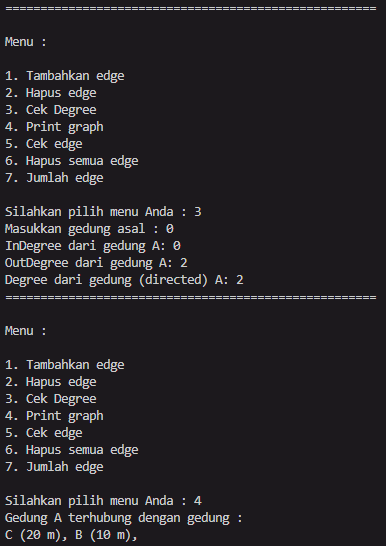 =====================================================
Menu :
1. Tambahkan edge
2. Hapus edge
3. Cek Degree
4. Print graph
5. Cek edge
6. Hapus semua edge
7. Jumlah edge
Silahkan pilih menu Anda : 3
Masukkan gedung asal : 0
InDegree dari gedung A: 0
OutDegree dari gedung A: 2
Degree dari gedung (directed) A: 2
=====================================================
Menu :
1. Tambahkan edge
2. Hapus edge
3. Cek Degree
4. Print graph
5. Cek edge
6. Hapus semua edge
7. Jumlah edge
Silahkan pilih menu Anda : 4
Gedung A terhubung dengan gedung :
C (20 m), B (10 m),